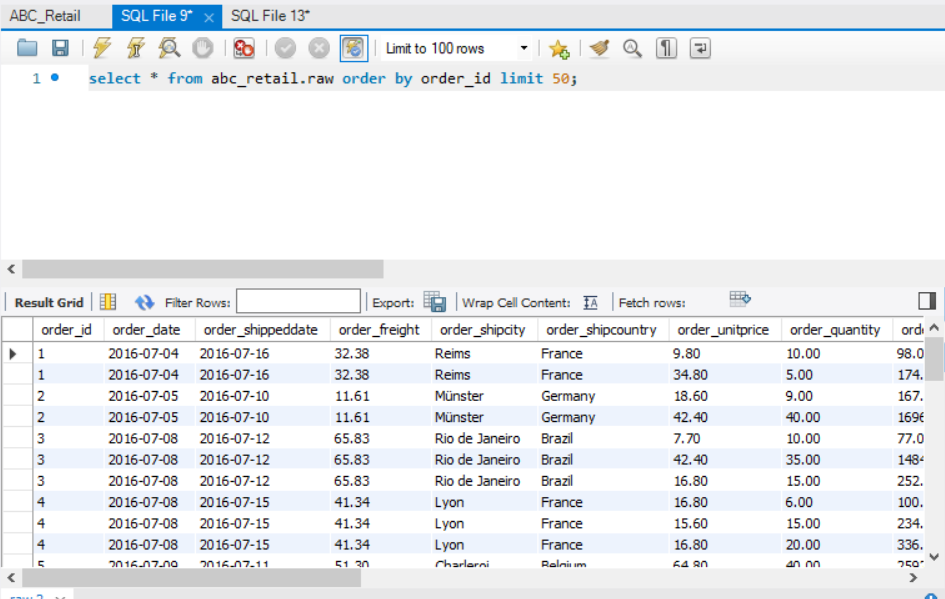 ABC_Retail SQL File 9* SQL File 13*
Limit to 100 rows
1 select * from abc_retail.raw order by order_id limit 50;
Result Grid Filter Rows: Export: Wrap Cell Content: Fetch rows:
order_id order_date order_shippeddate order_freight order_shipcity order_shipcountry order_unitprice order_quantity
1 2016-07-04 2016-07-16 32.38 Reims France 9.80 10.00 98.0
1 2016-07-04 2016-07-16 32.38 Reims France 34.80 5.00 174.
2 2016-07-05 2016-07-10 11.61 Münster Germany 18.60 9.00 167.
2 2016-07-05 2016-07-10 11.61 Münster Germany 42.40 40.00 1696
3 2016-07-08 2016-07-12 65.83 Rio de Janeiro Brazil 7.70 10.00 77.0
3 2016-07-08 2016-07-12 65.83 Rio de Janeiro Brazil 42.40 35.00 1484
3 2016-07-08 2016-07-12 65.83 Rio de Janeiro Brazil 16.80 15.00 252.
4 2016-07-08 2016-07-15 41.34 Lyon France 16.80 6.00 100.
4 2016-07-08 2016-07-15 41.34 Lyon France 15.60 15.00 234.
4 2016-07-08 2016-07-15 41.34 Lyon France 16.80 20.00 336.
5 2016-07-09 2016-07-11 51.30 Charleroi Belgium 64.80 40.00